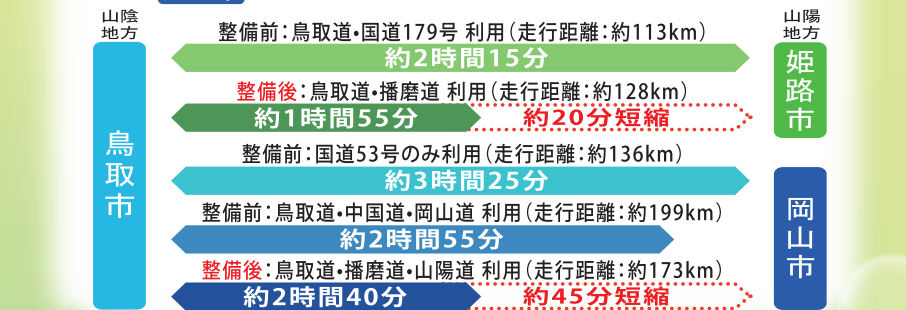 山陰
地方
鳥取市
整備前：鳥取道・国道179号 利用（走行距離：約113km）
約2時間15分
整備後：鳥取道・播磨道 利用（走行距離：約128km）
約1時間55分
約20分短縮
整備前：国道53号のみ利用（走行距離：約136km）
約3時間25分
整備前：鳥取道・中国道・岡山道 利用（走行距離：約199km）
約2時間55分
整備後：鳥取道・播磨道・山陽道 利用（走行距離：約173km）
約2時間40分
約45分短縮
山陽
地方
姫路市
岡山市